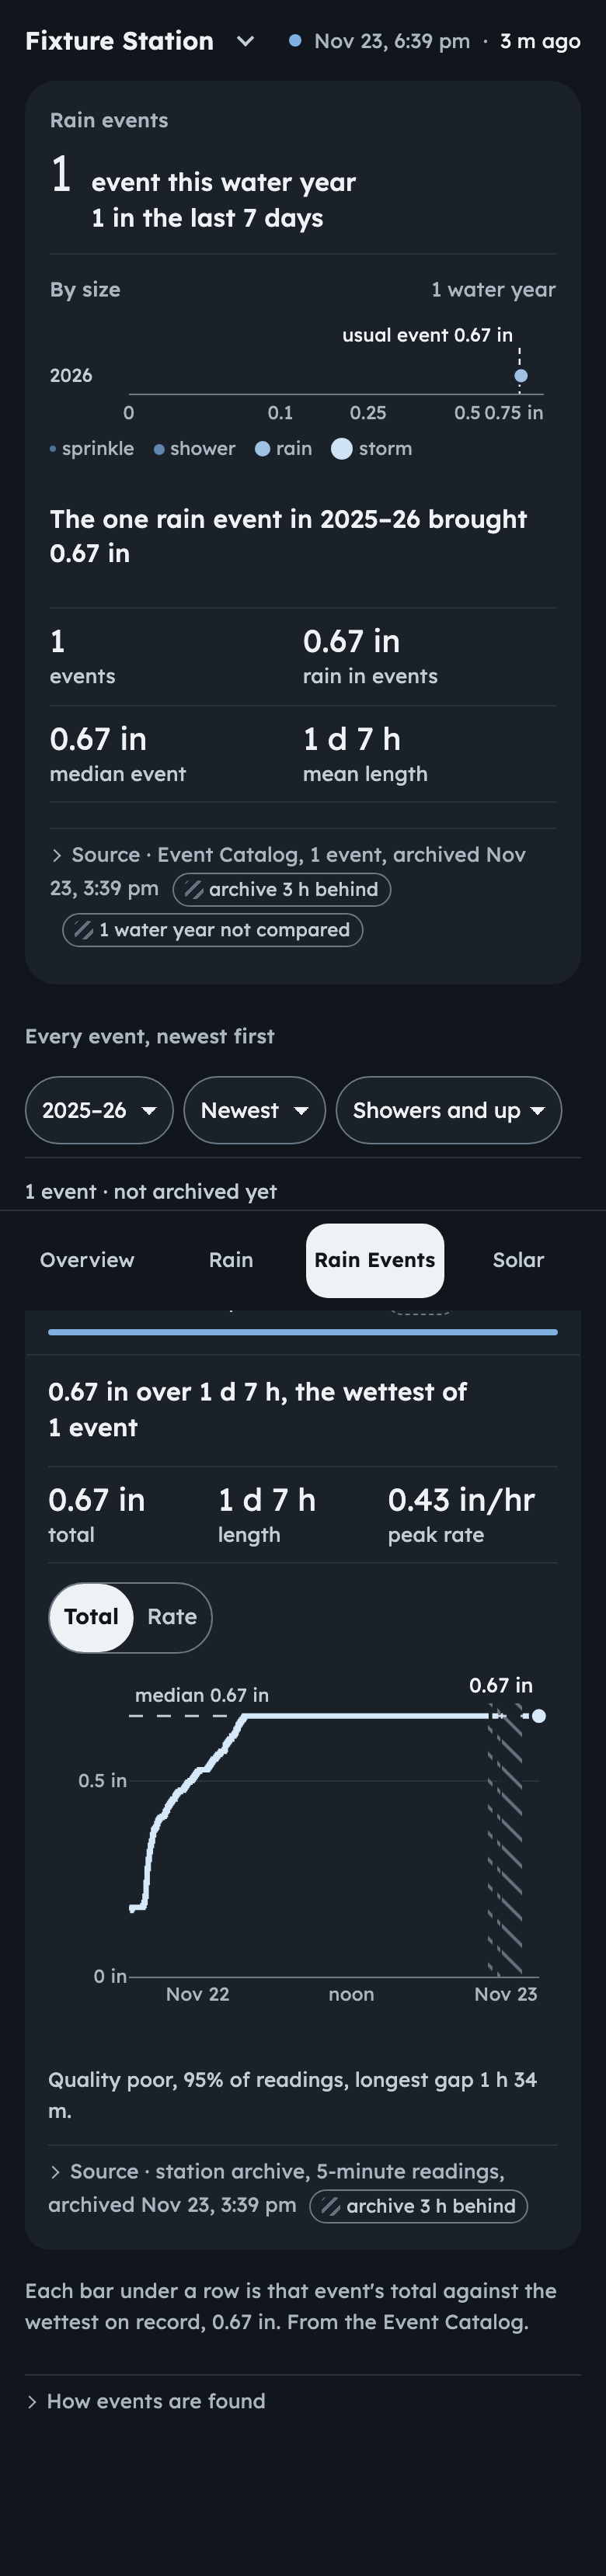 Fixture Station
Nov 23, 6:39 pm · 3 m ago
Rain events
1 event this water year
1 in the last 7 days
By size
1 water year
usual event 0.67 in
2026
0 0.1 0.25 0.5 0.75 in
sprinkle shower rain storm
The one rain event in 2025–26 brought
0.67 in
1 0.67 in
events rain in events
0.67 in 1 d 7 h
median event mean length
Source · Event Catalog, 1 event, archived Nov
23, 3:39 pm archive 3 h behind
1 water year not compared
Every event, newest first
2025–26 Newest Showers and up
1 event · not archived yet
Overview Rain Rain Events Solar
0.67 in over 1 d 7 h, the wettest of
1 event
0.67 in 1 d 7 h 0.43 in/hr
total length peak rate
Total Rate
0.67 in
median 0.67 in
0.5 in
0 in
Nov 22 noon Nov 23
Quality poor, 95% of readings, longest gap 1 h 34
m.
Source · station archive, 5-minute readings,
archived Nov 23, 3:39 pm archive 3 h behind
Each bar under a row is that event's total against the
wettest on record, 0.67 in. From the Event Catalog.
How events are found